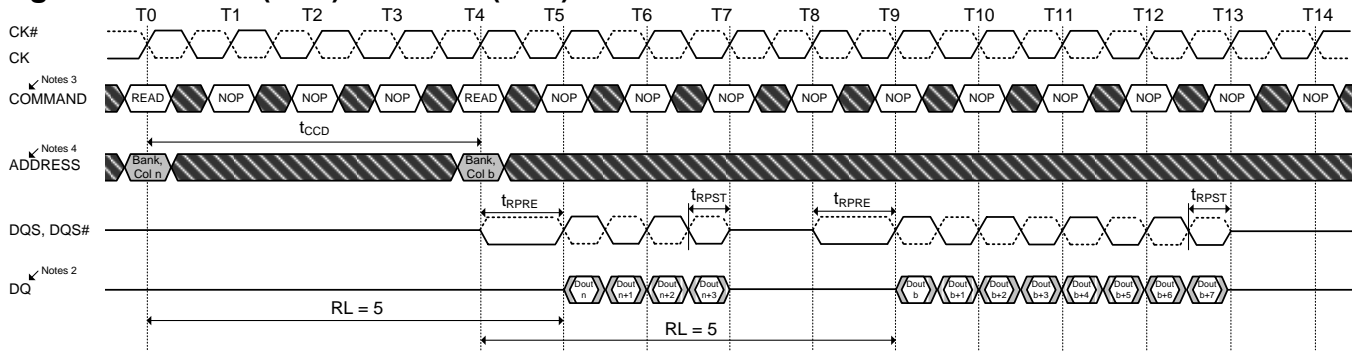 T0 T1 T2 T3 T4 T5 T6 T7 T8 T9 T10 T11 T12 T13 T14
CK#
CK
Notes 3
COMMAND READ NOP NOP NOP READ NOP NOP NOP NOP NOP NOP NOP NOP NOP NOP
tCCD
Notes 4
ADDRESS Bank, Col n Bank, Col b
tRPRE tRPST tRPRE tRPST
DQS, DQS#
Notes 2
DQ Dout n Dout n+1 Dout n+2 Dout n+3 Dout b Dout b+1 Dout b+2 Dout b+3 Dout b+4 Dout b+5 Dout b+6 Dout b+7
RL = 5
RL = 5